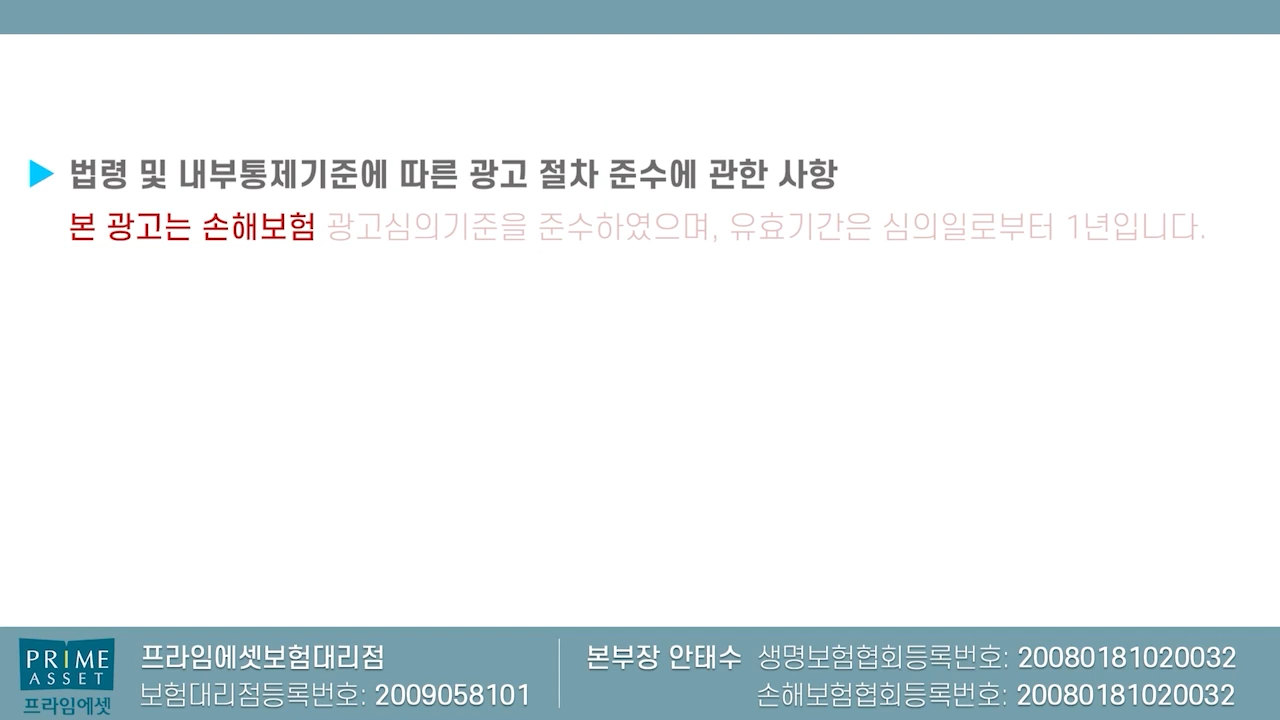 ▶ 법령 및 내부통제기준에 따른 광고 절차 준수에 관한 사항
본 광고는 손해보험 광고심의기준을 준수하였으며, 유효기간은 심의일로부터 1년입니다.
PRIME
ASSET
프라임에셋
프라임에셋보험대리점
보험대리점등록번호: 2009058101
본부장 안태수 생명보험협회등록번호: 20080181020032
손해보험협회등록번호: 20080181020032